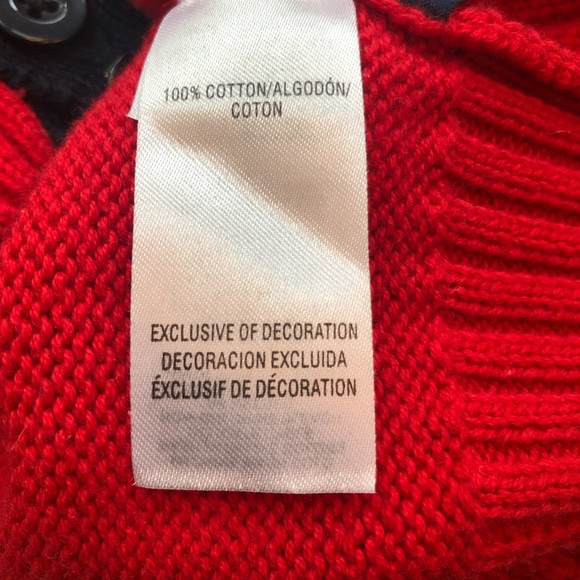 100% COTTON/ALGODÓN/
COTON
EXCLUSIVE OF DECORATION
DECORACION EXCLUIDA
ÉXCLUSIF DE DÉCORATION